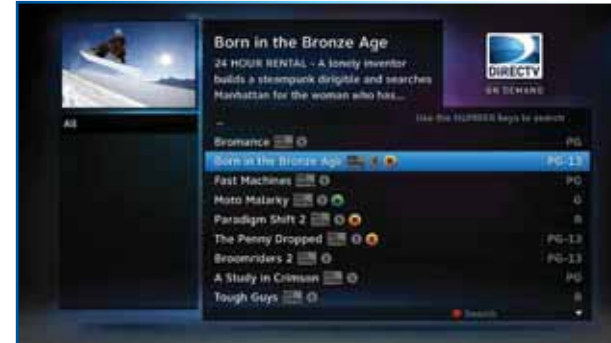 Born in the Bronze Age
24 HOUR RENTAL - A lonely inventor
builds a steampunk dirigible and searches
Manhattan for the woman who has...
DIRECTV
ON DEMAND
All
Use the NUMBER keys to search
Bromance PG
Born in the Bronze Age PG-13
Fast Machines PG
Moto Malarky G
Paradigm Shift 2 R
The Penny Dropped PG-13
Broomriders 2 PG-13
A Study in Crimson PG
Tough Guys R
Search